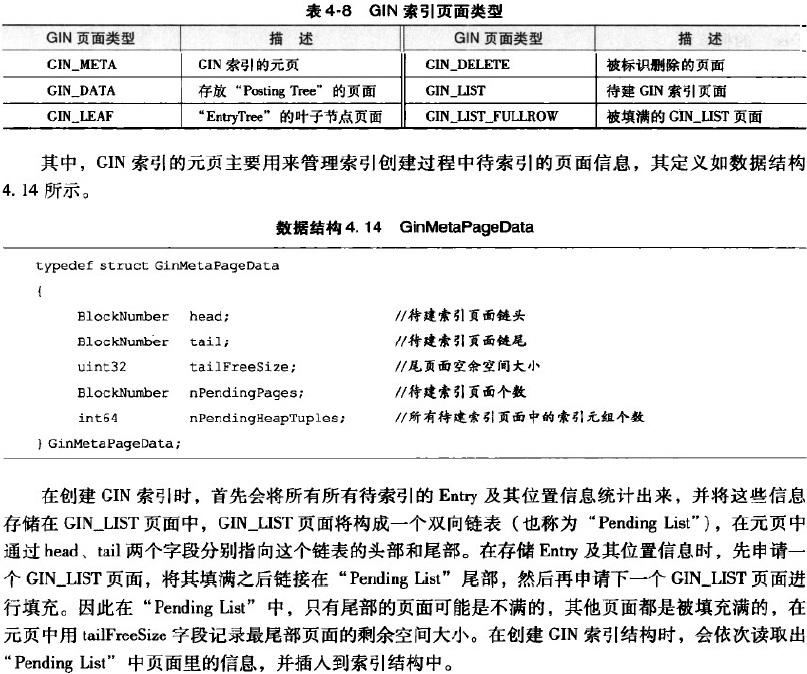 表 4-8 GIN 索引页面类型
GIN 页面类型 描 述 GIN 页面类型 描 述
GIN_META GIN 索引的元页 GIN_DELETE 被标识删除的页面
GIN_DATA 存放“Posting Tree”的页面 GIN_LIST 待建 GIN 索引页面
GIN_LEAF “EntryTree”的叶子节点页面 GIN_LIST_FULLROW 被填满的 GIN_LIST 页面
其中，GIN 索引的元页主要用来管理索引创建过程中待索引的页面信息，其定义如数据结构
4.14 所示。
数据结构 4.14 GinMetaPageData
typedef struct GinMetaPageData
{
BlockNumber head; //待建索引页面链头
BlockNumber tail; //待建索引页面链尾
uint32 tailFreeSize; //尾页面空余空间大小
BlockNumber nPendingPages; //待建索引页面个数
int64 nPendingHeapTuples; //所有待建索引页面中的索引元组个数
} GinMetaPageData;
在创建 GIN 索引时，首先会将所有所有待索引的 Entry 及其位置信息统计出来，并将这些信息
存储在 GIN_LIST 页面中，GIN_LIST 页面将构成一个双向链表（也称为“Pending List”），在元页中
通过 head、tail 两个字段分别指向这个链表的头部和尾部。在存储 Entry 及其位置信息时，先申请一
个 GIN_LIST 页面，将其填满之后链接在“Pending List”尾部，然后再申请下一个 GIN_LIST 页面进
行填充。因此在“Pending List”中，只有尾部的页面可能是不满的，其他页面都是被填充满的，在
元页中用 tailFreeSize 字段记录最尾部页面的剩余空间大小。在创建 GIN 索引结构时，会依次读取出
“Pending List”中页面里的信息，并插入到索引结构中。